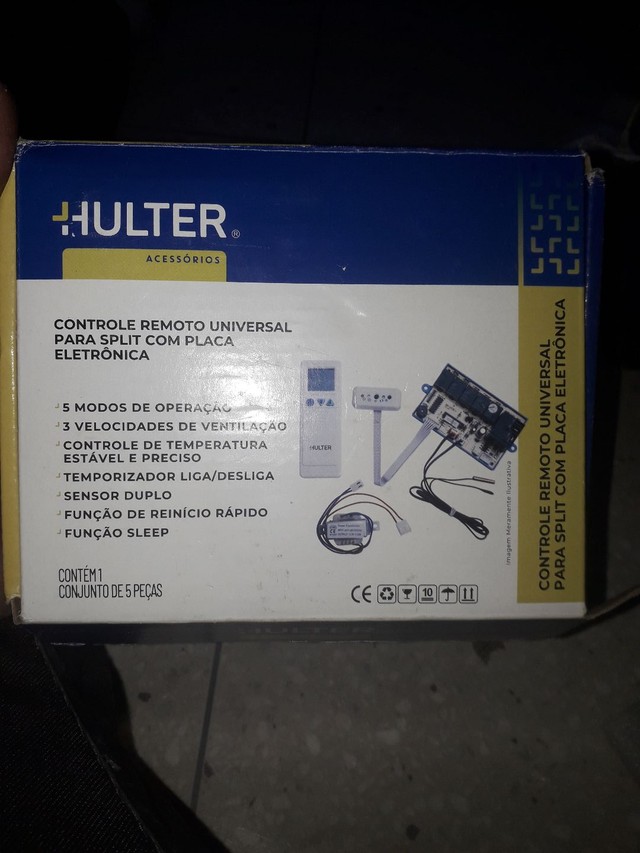 HULTER®
ACESSÓRIOS
CONTROLE REMOTO UNIVERSAL
PARA SPLIT COM PLACA
ELETRÔNICA
5 MODOS DE OPERAÇÃO
3 VELOCIDADES DE VENTILAÇÃO
CONTROLE DE TEMPERATURA
ESTÁVEL E PRECISO
TEMPORIZADOR LIGA/DESLIGA
SENSOR DUPLO
FUNÇÃO DE REINÍCIO RÁPIDO
FUNÇÃO SLEEP
CONTÉM 1
CONJUNTO DE 5 PEÇAS
HULTER
CE
10
Imagem Meramente Ilustrativa
CONTROLE REMOTO UNIVERSAL
PARA SPLIT COM PLACA ELETRÔNICA